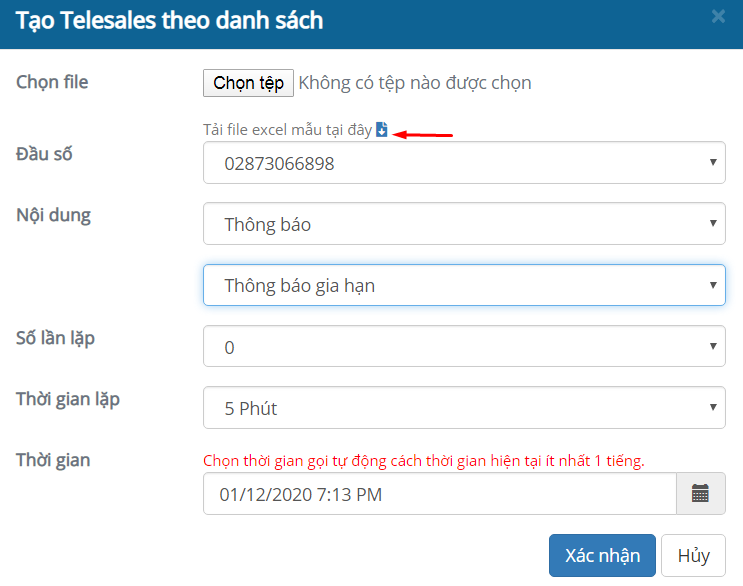 Tạo Telesales theo danh sách
×
Chọn file
Chọn tệp Không có tệp nào được chọn
Tải file excel mẫu tại đây
Đầu số
02873066898
Nội dung
Thông báo
Thông báo gia hạn
Số lần lặp
0
Thời gian lặp
5 Phút
Thời gian
Chọn thời gian gọi tự động cách thời gian hiện tại ít nhất 1 tiếng.
01/12/2020 7:13 PM
Xác nhận
Hủy